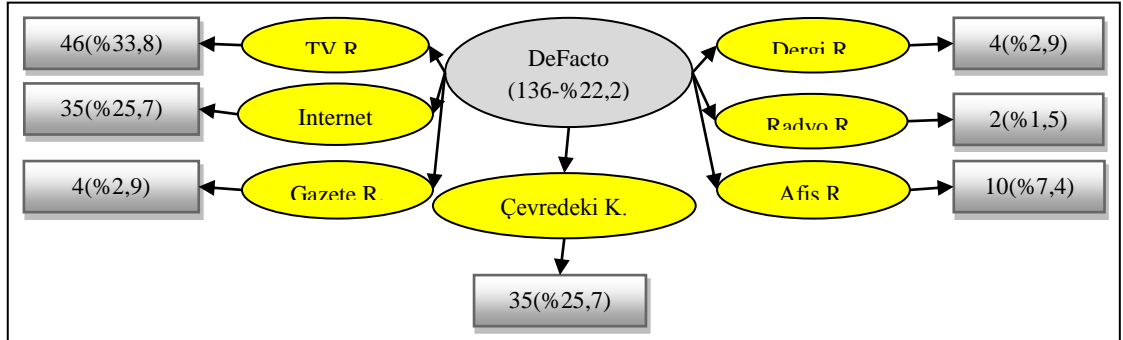 46(%33,8)
TV R.
DeFacto
(136-%22,2)
Dergi R.
4(%2,9)
35(%25,7)
Internet
Radyo R.
2(%1,5)
4(%2,9)
Gazete R.
Çevredeki K.
Afiş R.
10(%7,4)
35(%25,7)